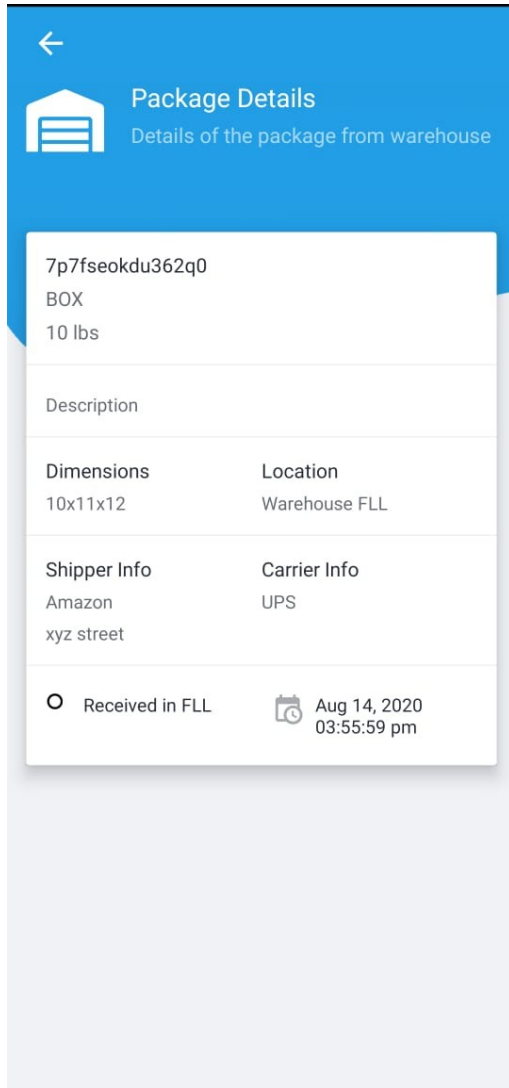 Package Details
Details of the package from warehouse
7p7fseokdu362q0
BOX
10 lbs
Description
Dimensions
Location
10x11x12
Warehouse FLL
Shipper Info
Carrier Info
Amazon
UPS
xyz street
Received in FLL
Aug 14, 2020
03:55:59 pm